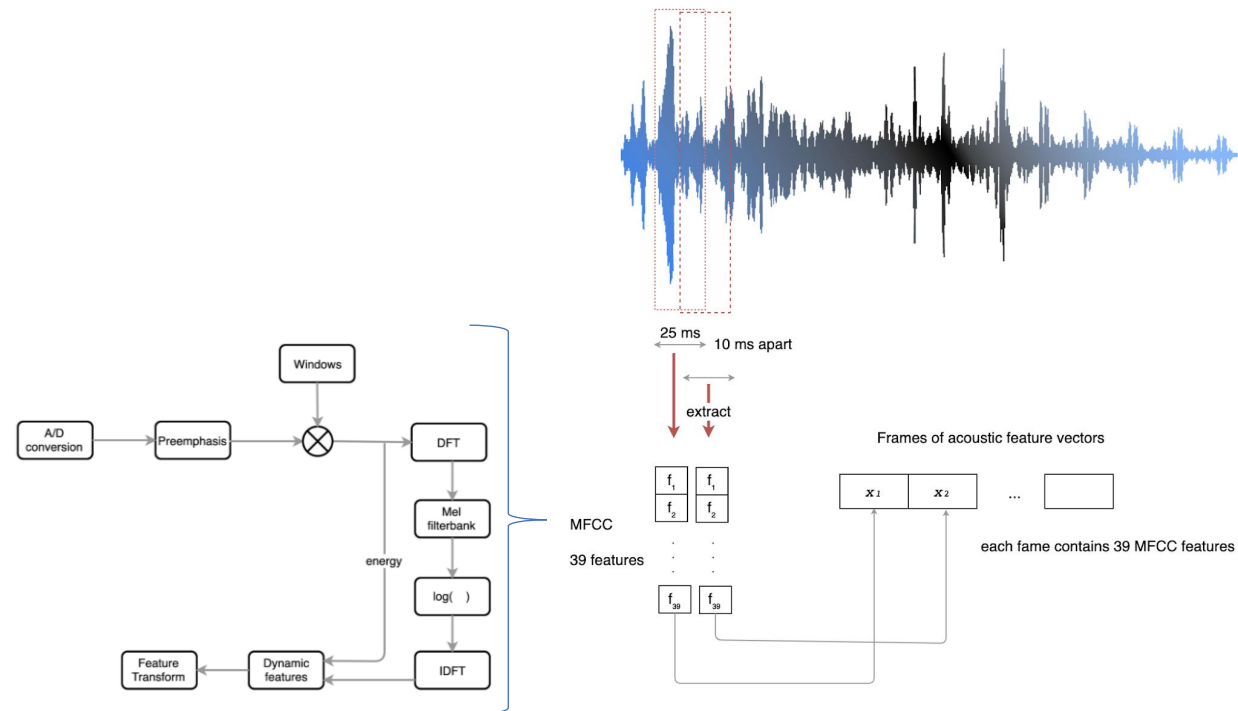 25 ms
10 ms apart
extract
Windows
A/D
conversion
Preemphasis
DFT
Mel
filterbank
energy
log( )
IDFT
Dynamic
features
Feature
Transform
MFCC
39 features
f1 f1
f2 f2
. .
. .
. .
f39 f39
Frames of acoustic feature vectors
x1 x2 ...
each fame contains 39 MFCC features